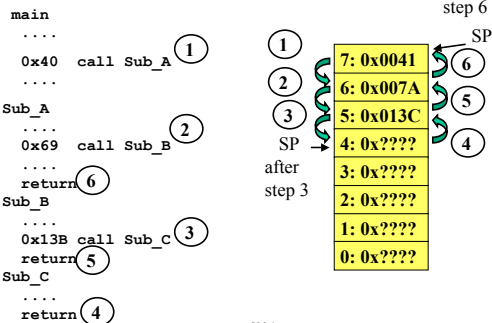 main
....
0x40 call Sub_A 1
....
Sub_A
....
0x69 call Sub_B 2
....
return 6
Sub_B
....
0x13B call Sub_C 3
return 5
Sub_C
....
return 4
step 6
SP
1
2
3
SP
after
step 3
7: 0x0041
6: 0x007A
5: 0x013C
4: 0x????
3: 0x????
2: 0x????
1: 0x????
0: 0x????
6
5
4